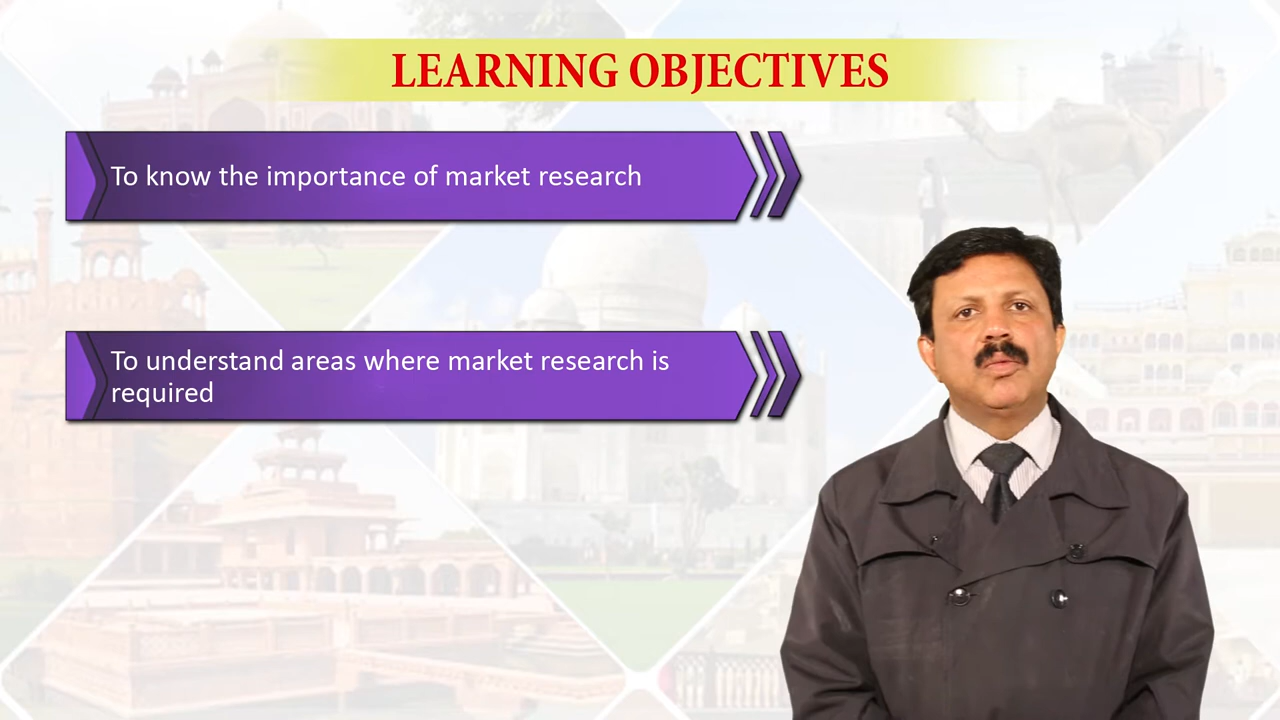 LEARNING OBJECTIVES
To know the importance of market research
To understand areas where market research is
required